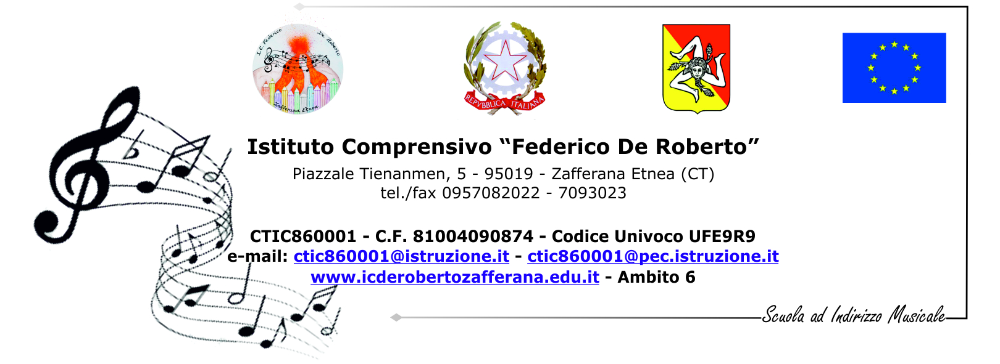 I.C. Federico De Roberto
Zafferana Etnea
REPVBBLICA ITALIANA
Istituto Comprensivo “Federico De Roberto”
Piazzale Tienanmen, 5 - 95019 - Zafferana Etnea (CT)
tel./fax 0957082022 - 7093023
CTIC860001 - C.F. 81004090874 - Codice Univoco UFE9R9
e-mail: ctic860001@istruzione.it - ctic860001@pec.istruzione.it
www.icderobertozafferana.edu.it - Ambito 6
Scuola ad Indirizzo Musicale